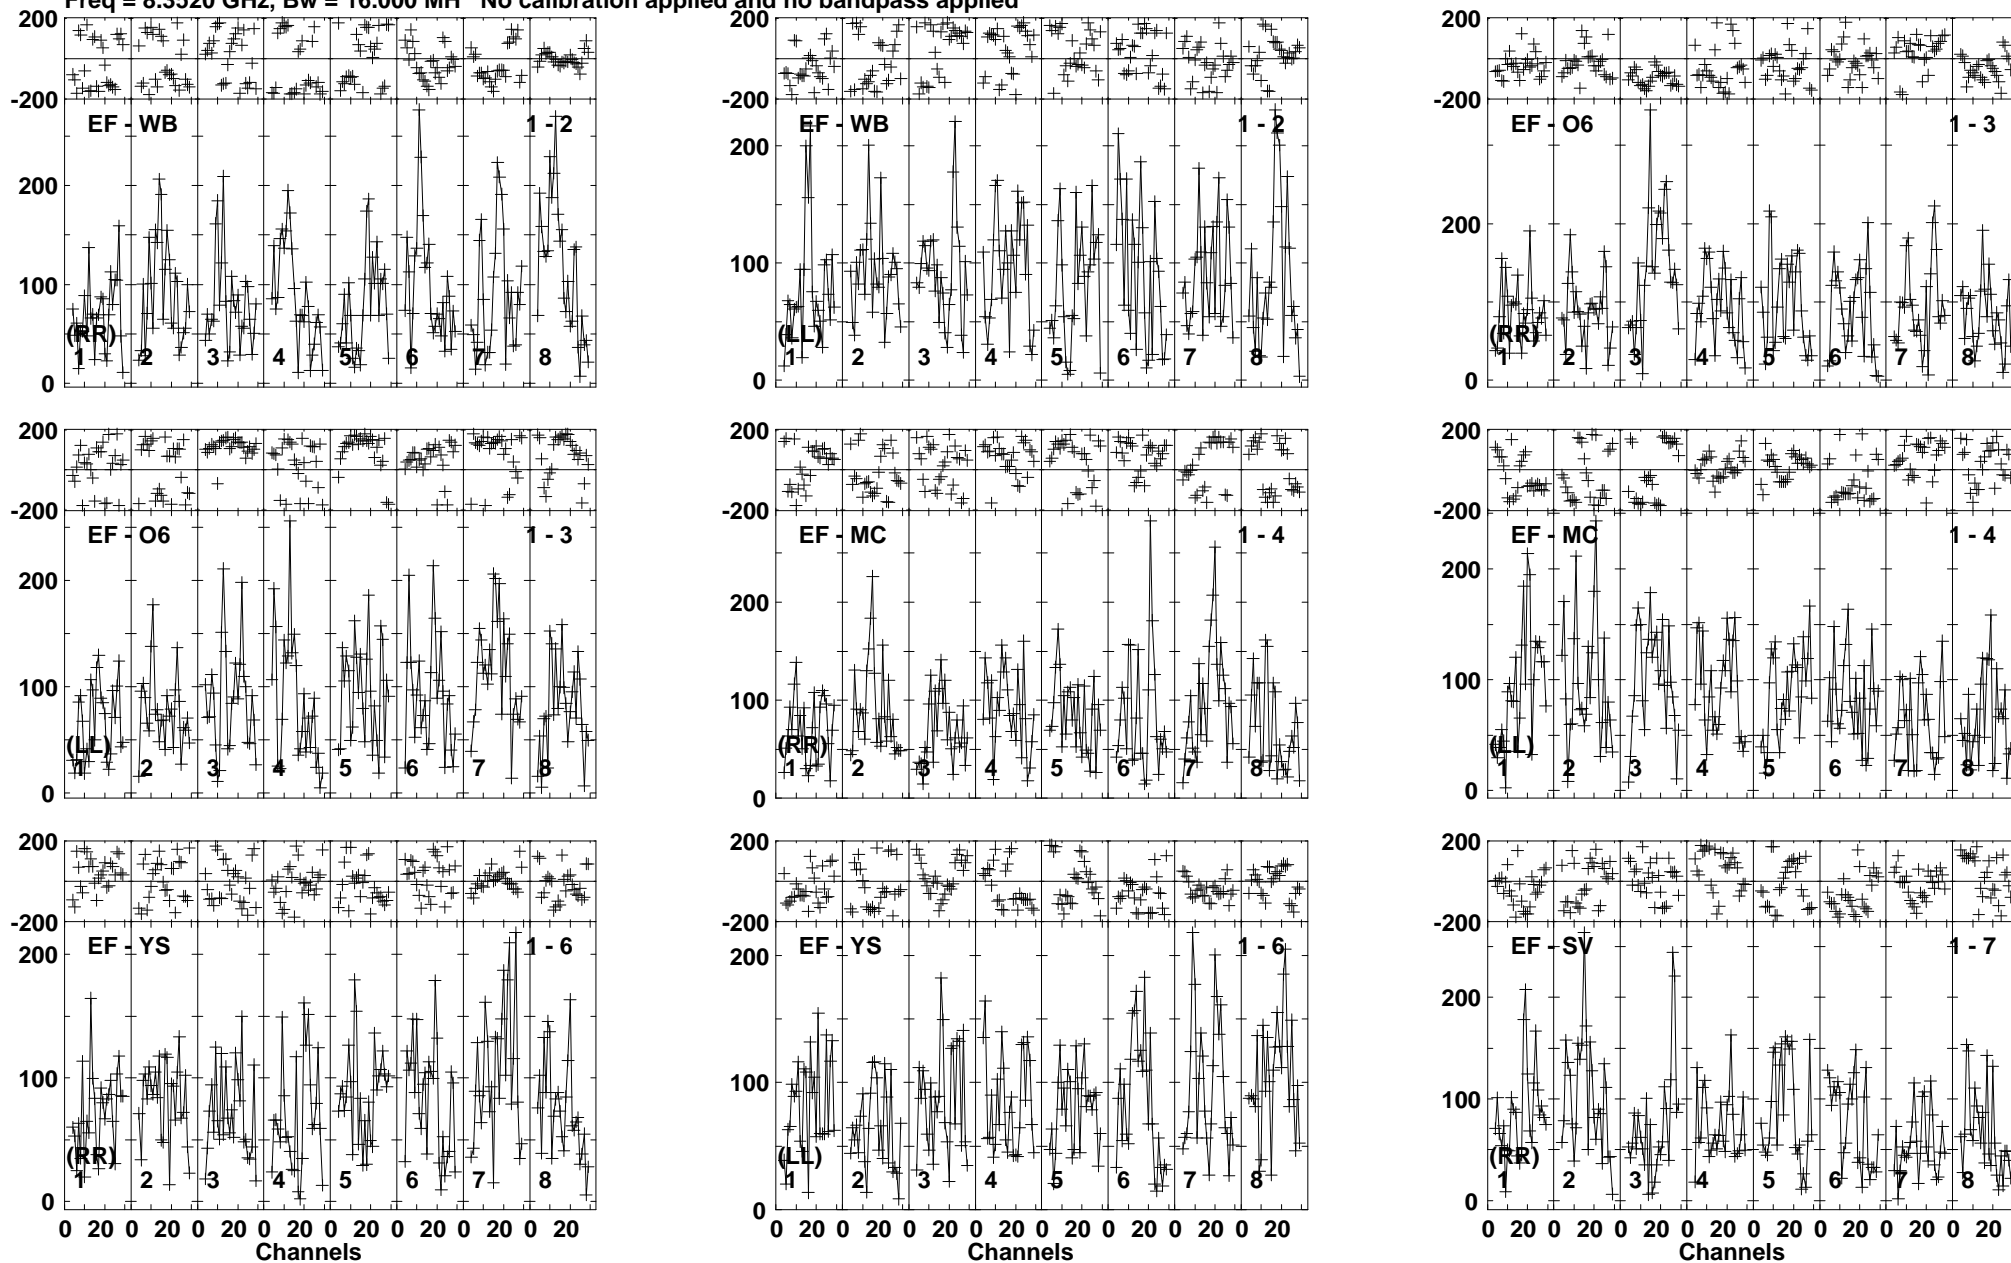 Freq = 8.3520 GHz, Bw = 16.000 MH No calibration applied and no bandpass applied
200 200 200
-200 -200 -200
EF - WB 1 - 2 EF - WB 1 - 2 EF - O6 1 - 3
200 200 200
100 100
(RR) (LL) (RR)
1 2 3 4 5 6 7 8 1 2 3 4 5 6 7 8 1 2 3 4 5 6 7 8
0 0 0
200 200 200
-200 -200 -200
EF - O6 1 - 3 EF - MC 1 - 4 EF - MC 1 - 4
200 200 200
100 100 100
(LL) (RR) (LL)
1 2 3 4 5 6 7 8 1 2 3 4 5 6 7 8 1 2 3 4 5 6 7 8
0 0 0
200 200 200
-200 -200 -200
EF - YS 1 - 6 EF - YS 1 - 6 EF - SV 1 - 7
200 200 200
100 100 100
(RR) (LL) (RR)
1 2 3 4 5 6 7 8 1 2 3 4 5 6 7 8 1 2 3 4 5 6 7 8
0 0 0
0 20 0 20 0 20 0 20 0 20 0 20 0 20 0 20 0 20 0 20 0 20 0 20 0 20 0 20 0 20 0 20 0 20 0 20 0 20 0 20 0 20 0 20 0 20 0 20
Channels Channels Channels